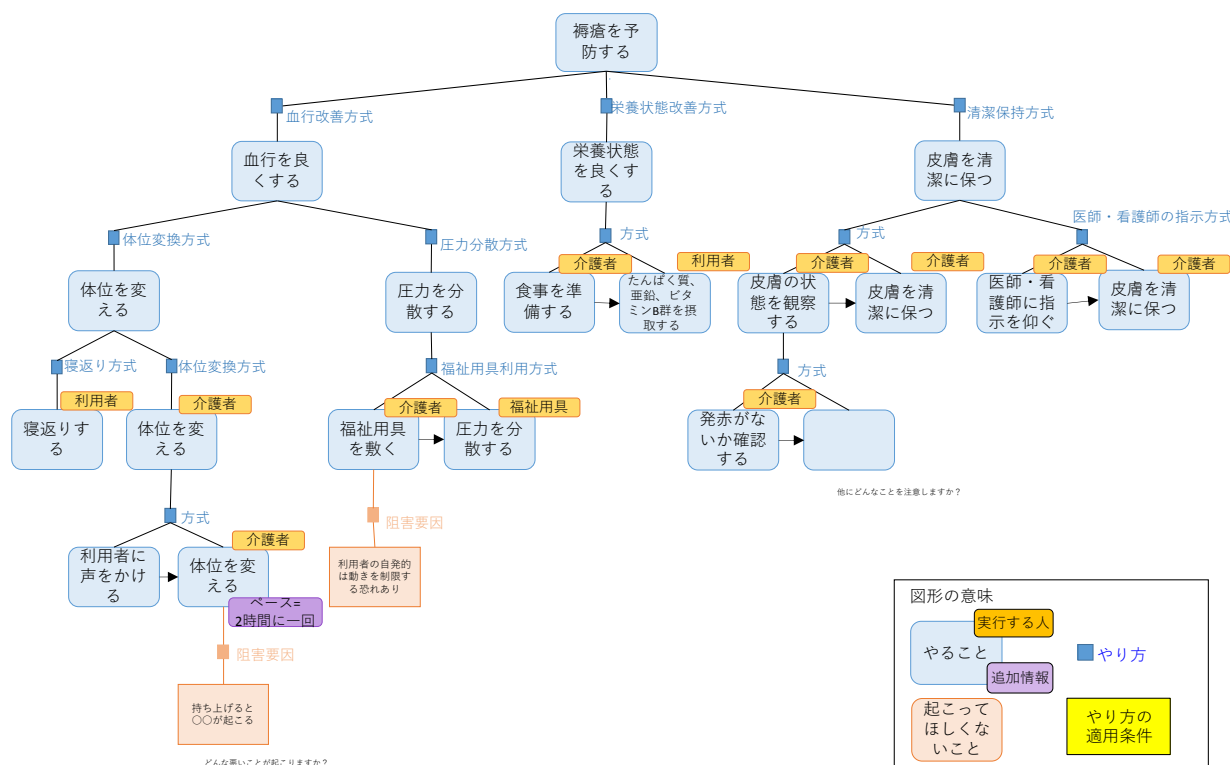 褥瘡を予
防する
血行改善方式
栄養状態改善方式
清潔保持方式
血行を良
くする
栄養状態
を良くす
る
皮膚を清
潔に保つ
体位変換方式
圧力分散方式
方式
方式
医師・看護師の指示方式
体位を変
える
圧力を分
散する
介護者
食事を準
備する
利用者
たんぱく質、
亜鉛、ビタ
ミンB群を摂
取する
介護者
皮膚の状
態を観察
する
介護者
皮膚を清
潔に保つ
介護者
医師・看
護師に指
示を仰ぐ
介護者
皮膚を清
潔に保つ
寝返り方式
体位変換方式
福祉用具利用方式
方式
利用者
寝返りす
る
介護者
体位を変
える
介護者
福祉用具
を敷く
福祉用具
圧力を分
散する
介護者
発赤がな
いか確認
する
他にどんなことを注意しますか？
方式
阻害要因
利用者に
声をかけ
る
介護者
体位を変
える
ペース=
2時間に一回
利用者の自発的
は動きを制限す
る恐れあり
阻害要因
持ち上げると
〇〇が起こる
どんな悪いことが起こりますか？
図形の意味
実行する人
やること
追加情報
やり方
起こって
ほしくな
いこと
やり方の
適用条件